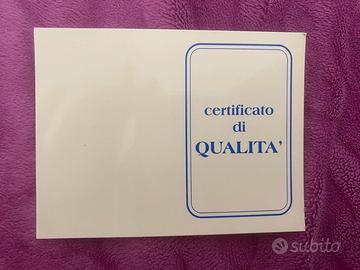 certificato
di
QUALITA'
subito